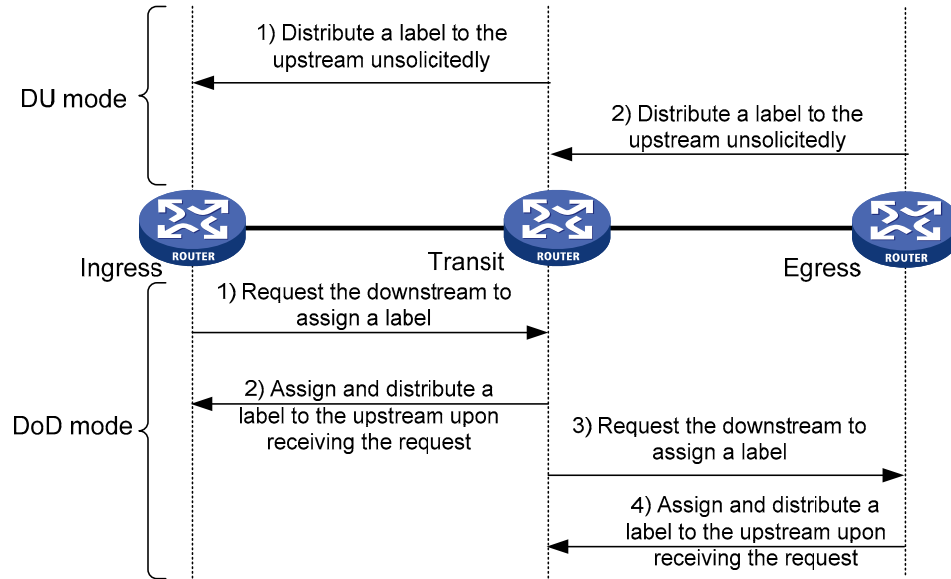 1) Distribute a label to the
upstream unsolicitedly
DU mode
2) Distribute a label to the
upstream unsolicitedly
ROUTER
ROUTER
ROUTER
Ingress
Transit
Egress
1) Request the downstream to
assign a label
2) Assign and distribute a
label to the upstream upon
receiving the request
DoD mode
3) Request the downstream to
assign a label
4) Assign and distribute a
label to the upstream upon
receiving the request